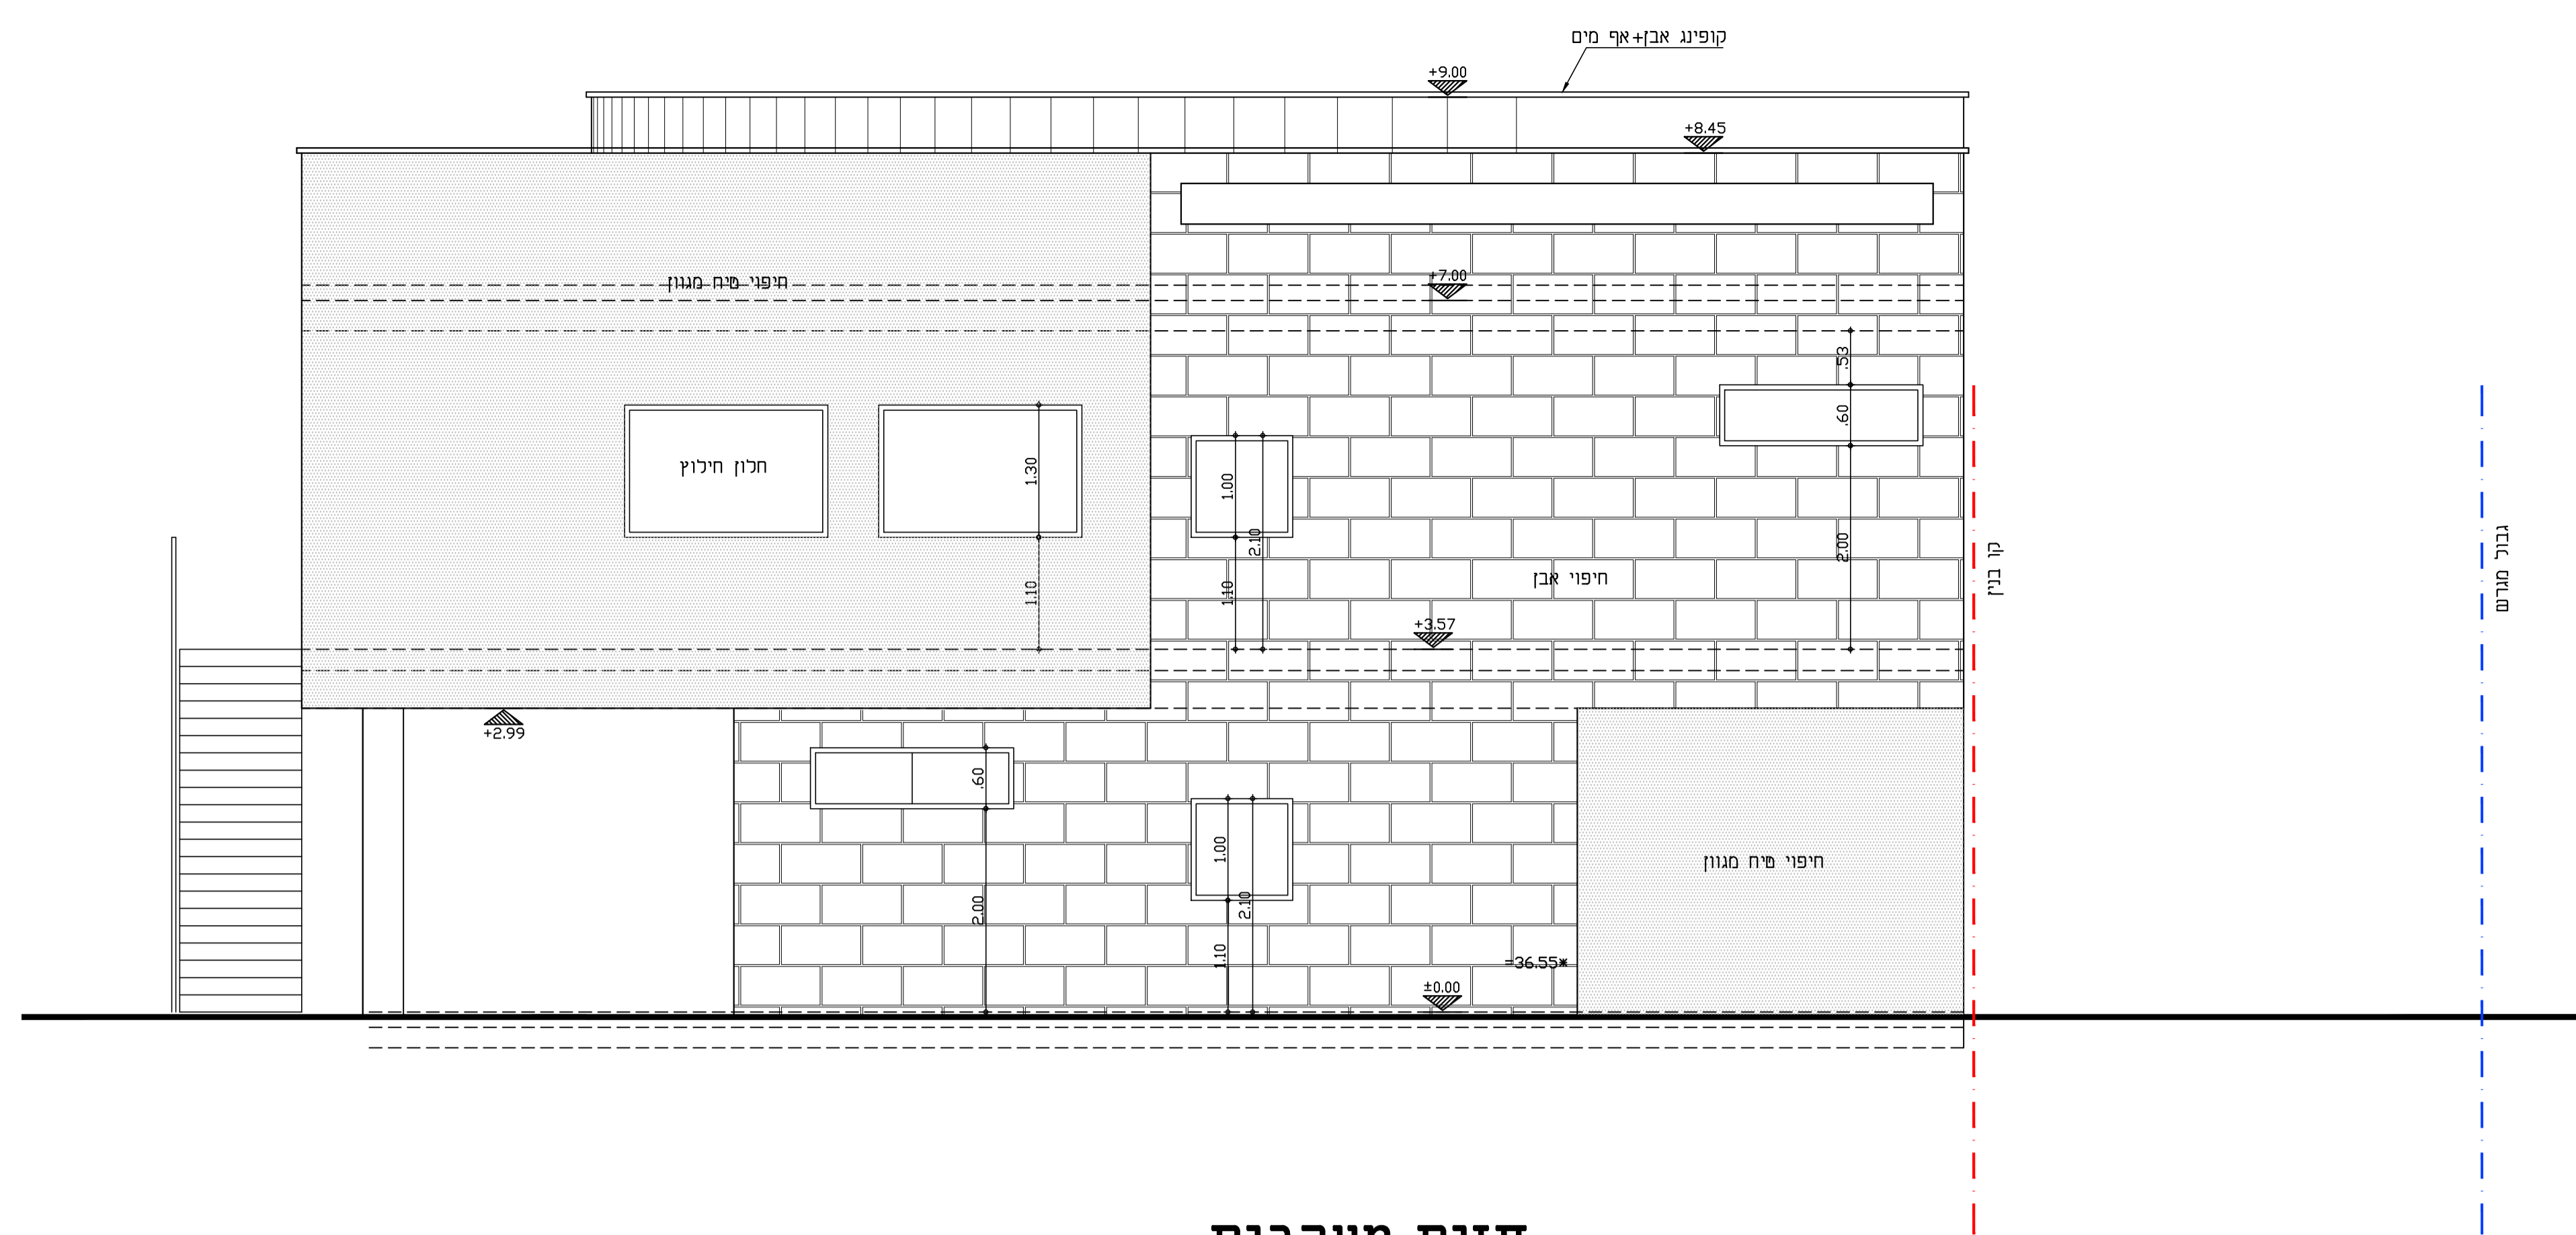 קופינג אבן+אף מים
+9.00
+8.45
חיפוי טיח מגוון
+7.00
.53
.60
2.00
חלון חילוץ
1.30
1.10
1.00
2.10
1.10
חיפוי אבן
+3.57
קו בנין
גבול מגרש
+2.99
.60
2.00
1.00
2.10
1.10
חיפוי טיח מגוון
=36.55*
±0.00